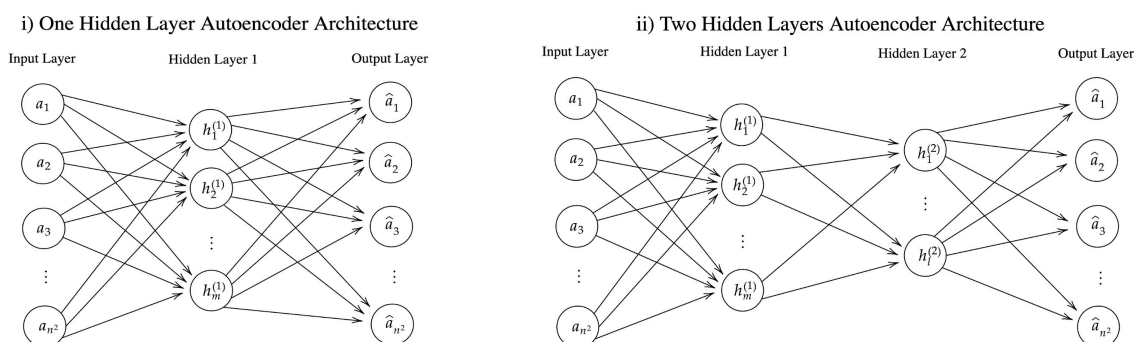 i) One Hidden Layer Autoencoder Architecture
Input Layer
Hidden Layer 1
Output Layer
a₁
a₂
a₃
⋮
aₙ²
h₁⁽¹⁾
h₂⁽¹⁾
⋮
hₘ⁽¹⁾
â₁
â₂
â₃
⋮
âₙ²
ii) Two Hidden Layers Autoencoder Architecture
Input Layer
Hidden Layer 1
Hidden Layer 2
Output Layer
a₁
a₂
a₃
⋮
aₙ²
h₁⁽¹⁾
h₂⁽¹⁾
⋮
hₘ⁽¹⁾
h₁⁽²⁾
⋮
hₗ⁽²⁾
â₁
â₂
â₃
⋮
âₙ²